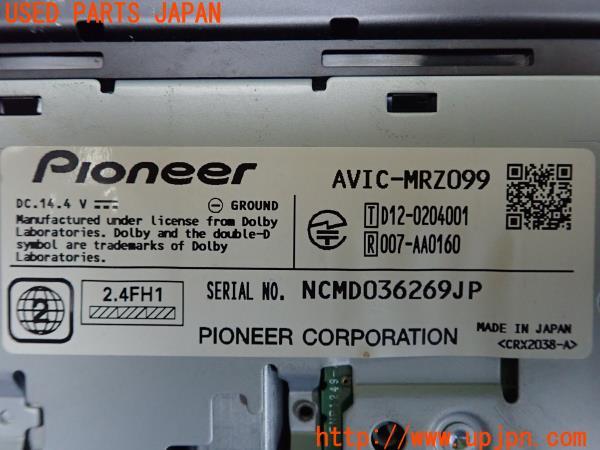 USED PARTS JAPAN
Pioneer
AVIC-MRZ099
DC.14.4 V
GROUND
Manufactured under license from Dolby
Laboratories. Dolby and the double-D
symbol are trademarks of Dolby
Laboratories.
T D12-0204001
R 007-AA0160
2
2.4FH1
SERIAL NO. NCMD036269JP
PIONEER CORPORATION
MADE IN JAPAN
<CRX2038-A>
UPJ http://www.upjpn.com